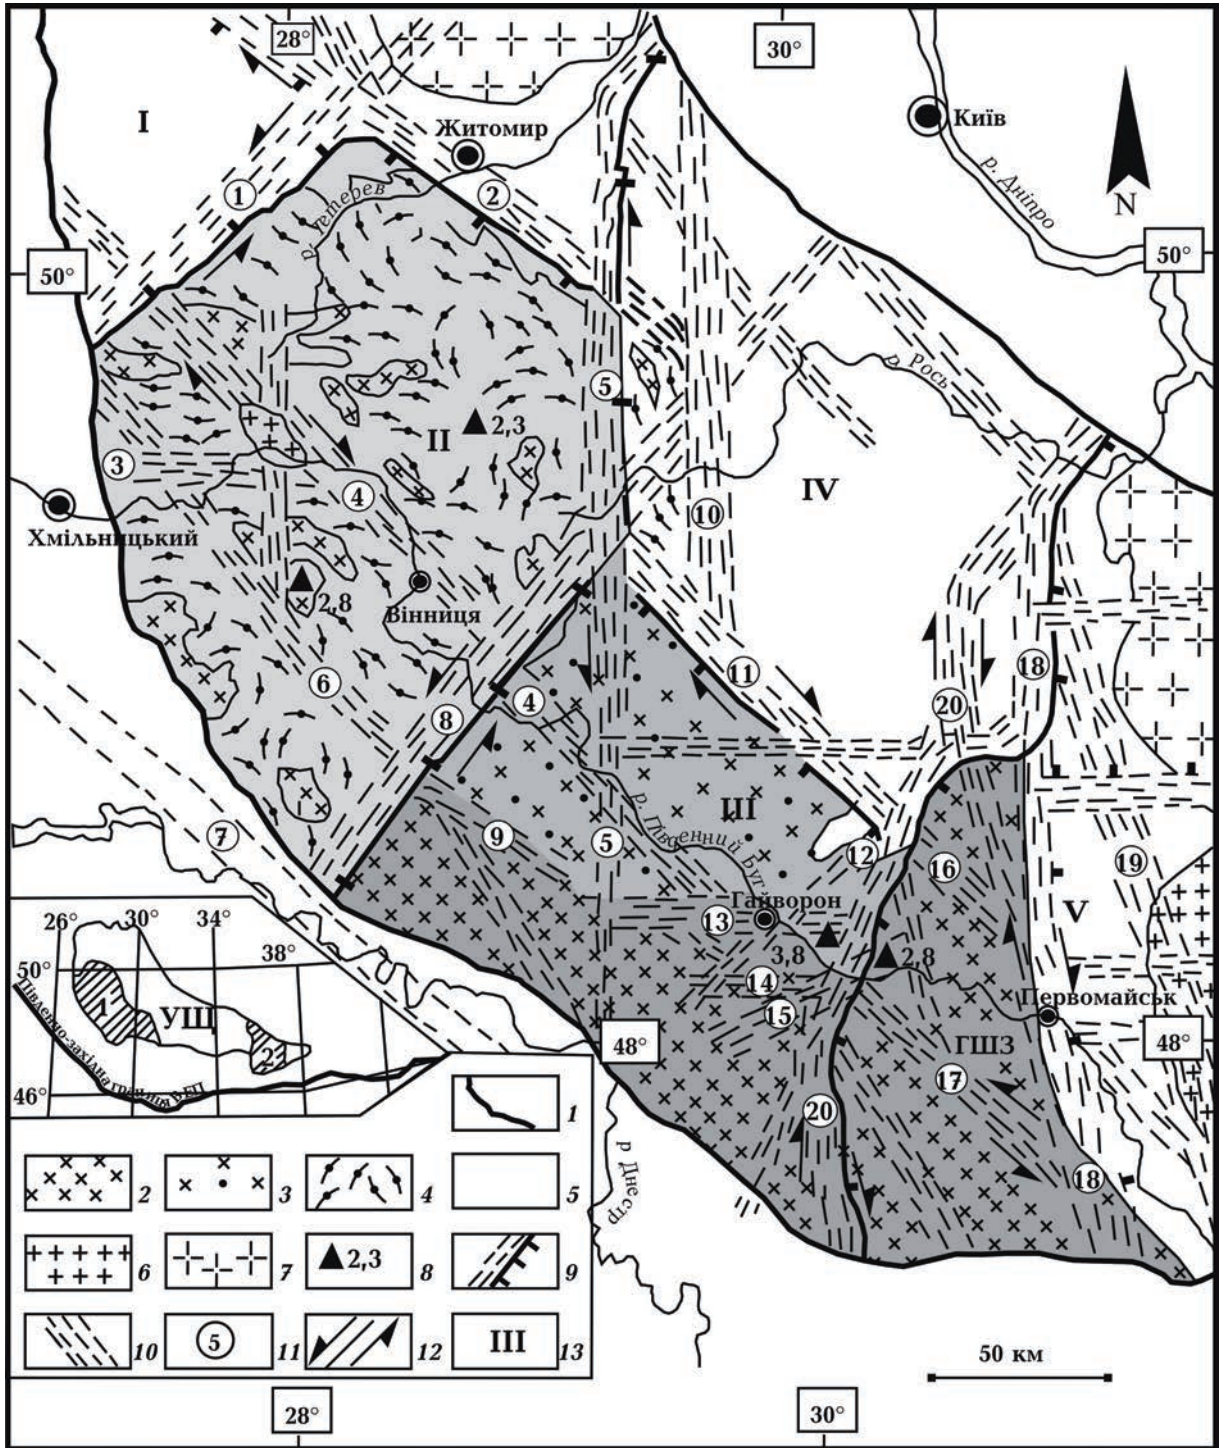 28°
30°
I
Житомир
Київ
1
2
р. Тетерев
р. Дніпро
N
50°
50°
р. Рось
5
II
2,3
3
4
IV
10
Хмільницький
2,8
Вінниця
11
18
6
4
20
8
7
III
9
5
р. Південний Буг
12
16
19
Гайворон
V
13
26°
30°
34°
3,8
2,8
38°
14
50°
15
Первомайськ
1
УЩ
48°
ГШЗ
48°
2
Південно-західна границя ВЕП
46°
17
1
20
р Днестр
18
2
3
4
5
6
7
2,3
8
9
10
5
11
12
III
13
50 км
28°
30°